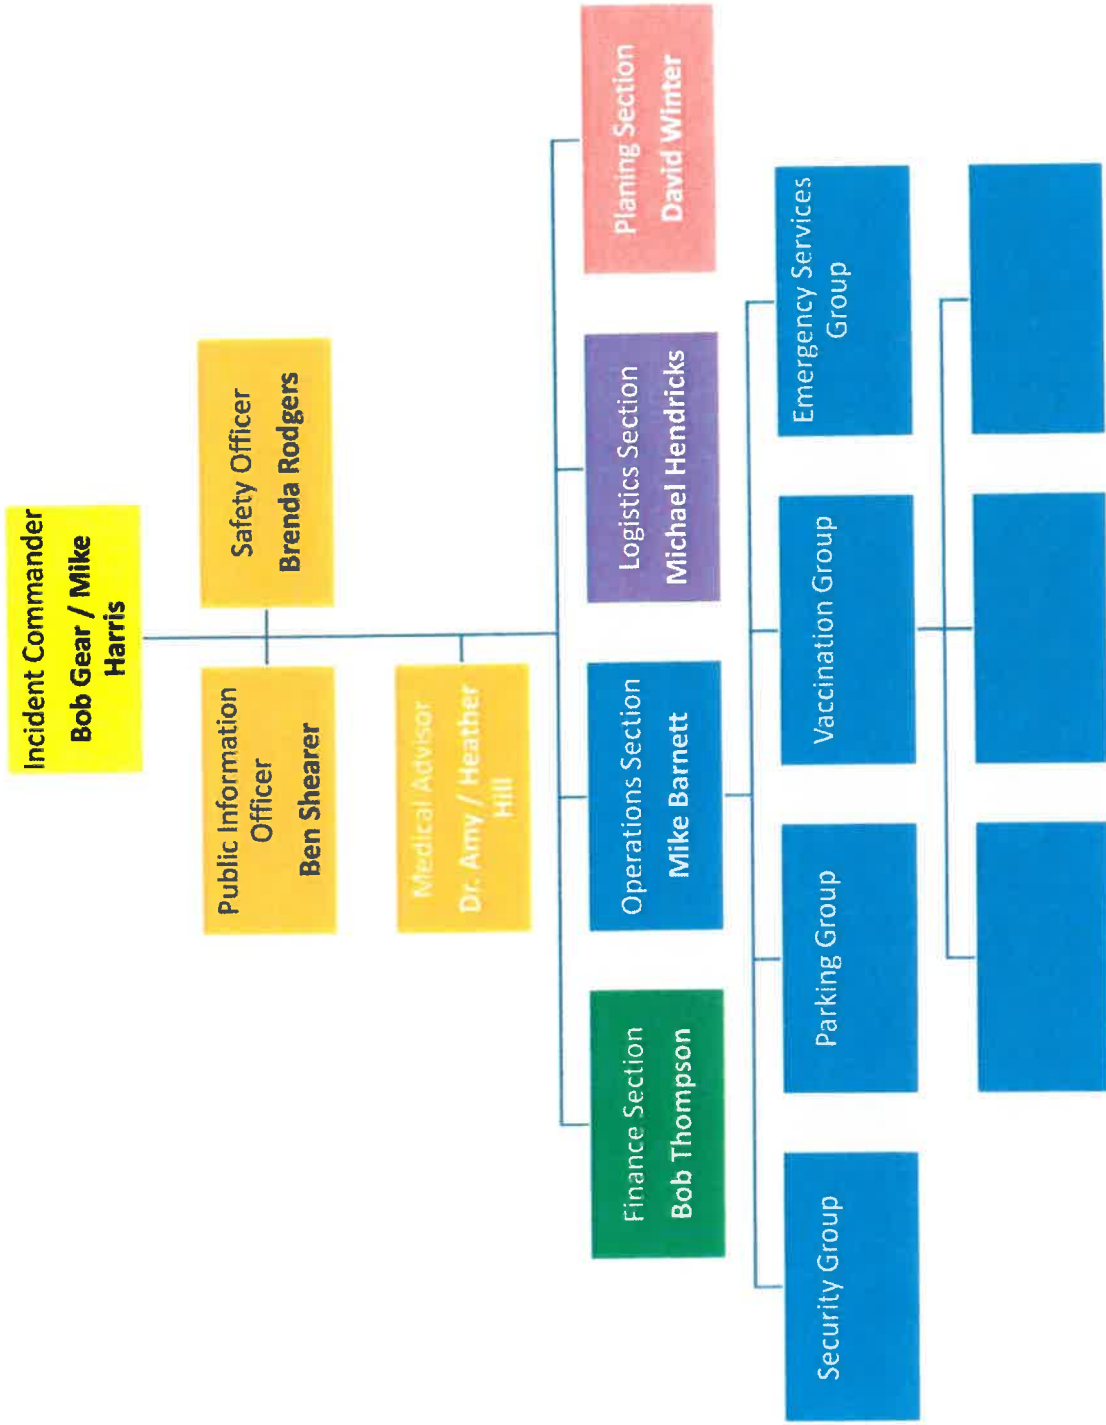 Incident Commander
Bob Gear / Mike
Harris
Public Information
Officer
Ben Shearer
Safety Officer
Brenda Rodgers
Medical Advisor
Dr. Amy / Heather
Hill
Finance Section
Bob Thompson
Operations Section
Mike Barnett
Logistics Section
Michael Hendricks
Planing Section
David Winter
Security Group
Parking Group
Vaccination Group
Emergency Services
Group